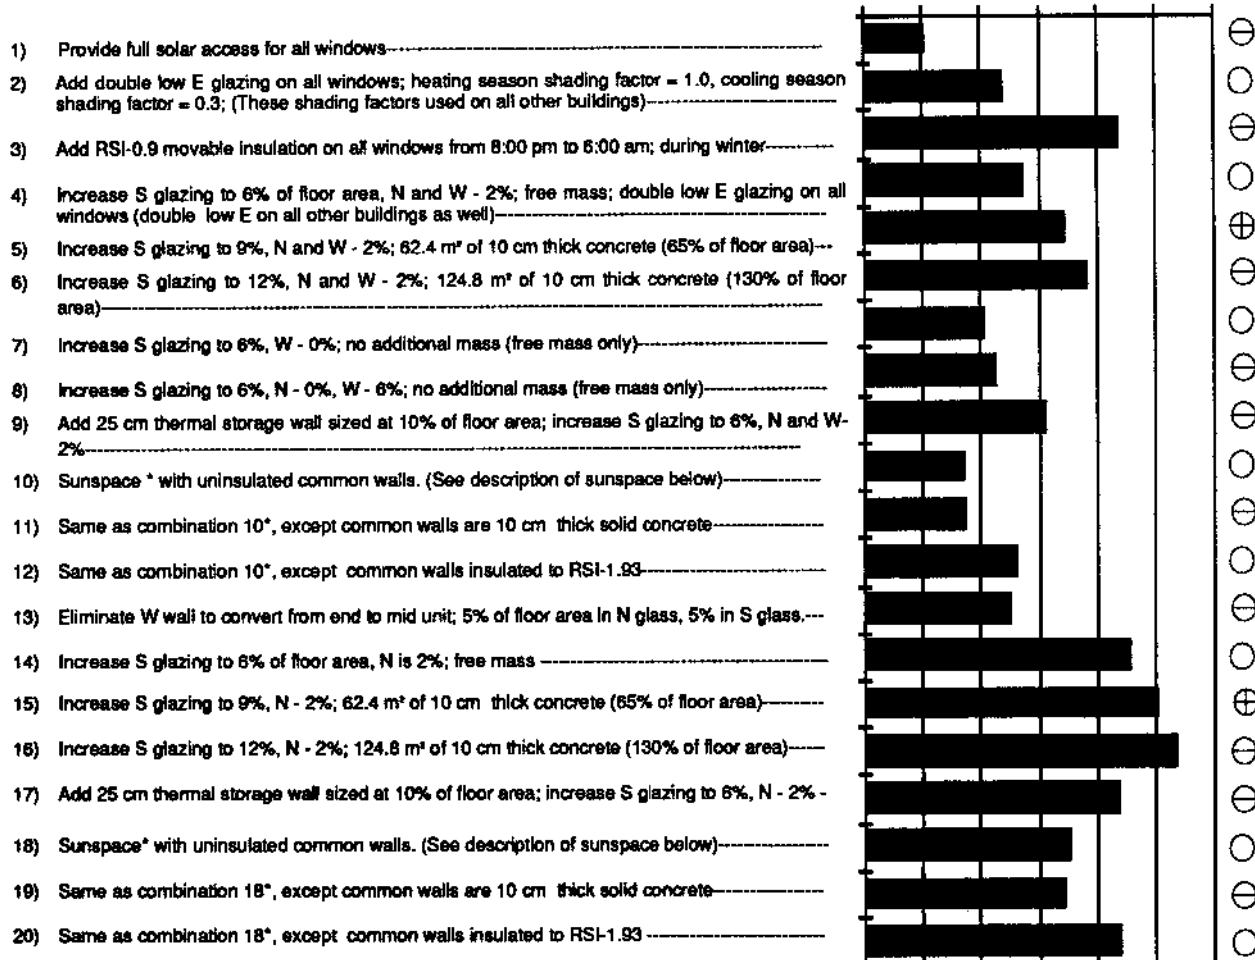 1) Provide full solar access for all windows
2) Add double low E glazing on all windows; heating season shading factor = 1.0, cooling season
shading factor = 0.3; (These shading factors used on all other buildings)
3) Add RSI-0.9 movable insulation on all windows from 8:00 pm to 6:00 am; during winter
4) Increase S glazing to 6% of floor area, N and W - 2%; free mass; double low E glazing on all
windows (double low E on all other buildings as well)
5) Increase S glazing to 9%, N and W - 2%; 62.4 m² of 10 cm thick concrete (65% of floor area)
6) Increase S glazing to 12%, N and W - 2%; 124.8 m² of 10 cm thick concrete (130% of floor
area)
7) Increase S glazing to 6%, W - 0%; no additional mass (free mass only)
8) Increase S glazing to 6%, N - 0%, W - 6%; no additional mass (free mass only)
9) Add 25 cm thermal storage wall sized at 10% of floor area; increase S glazing to 6%, N and W-
2%
10) Sunspace * with uninsulated common walls. (See description of sunspace below)
11) Same as combination 10*, except common walls are 10 cm thick solid concrete
12) Same as combination 10*, except common walls insulated to RSI-1.93
13) Eliminate W wall to convert from end to mid unit; 5% of floor area in N glass, 5% in S glass.
14) Increase S glazing to 6% of floor area, N is 2%; free mass
15) Increase S glazing to 9%, N - 2%; 62.4 m² of 10 cm thick concrete (65% of floor area)
16) Increase S glazing to 12%, N - 2%; 124.8 m² of 10 cm thick concrete (130% of floor area)
17) Add 25 cm thermal storage wall sized at 10% of floor area; increase S glazing to 6%, N - 2% -
18) Sunspace* with uninsulated common walls. (See description of sunspace below)
19) Same as combination 18*, except common walls are 10 cm thick solid concrete
20) Same as combination 18*, except common walls insulated to RSI-1.93